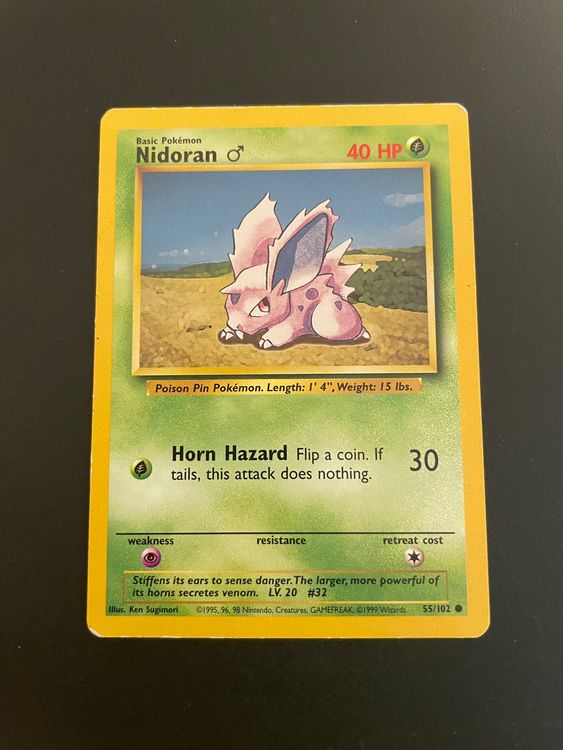 Basic Pokémon
Nidoran ♂ 40 HP
Poison Pin Pokémon. Length: 1' 4", Weight: 15 lbs.
Horn Hazard Flip a coin. If
tails, this attack does nothing. 30
weakness resistance retreat cost
Stiffens its ears to sense danger. The larger, more powerful of
its horns secretes venom. LV. 20 #32
Illus. Ken Sugimori ©1995, 96, 98 Nintendo, Creatures, GAMEFREAK. ©1999 Wizards. 55/102 ●